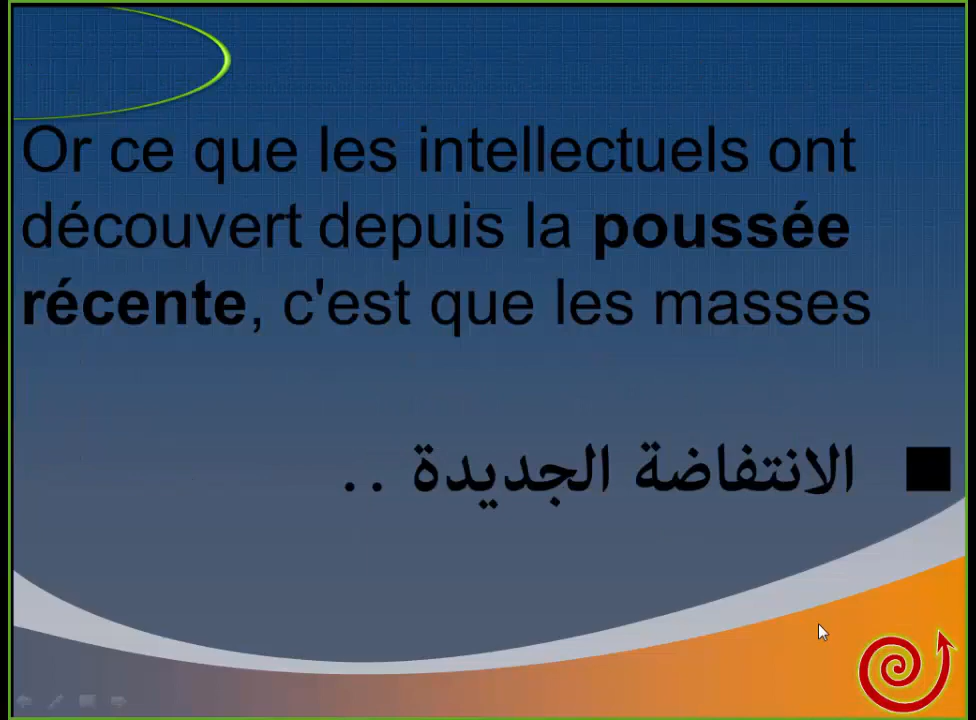 Or ce que les intellectuels ont
découvert depuis la poussée
récente, c'est que les masses
■ الانتفاضة الجديدة ..